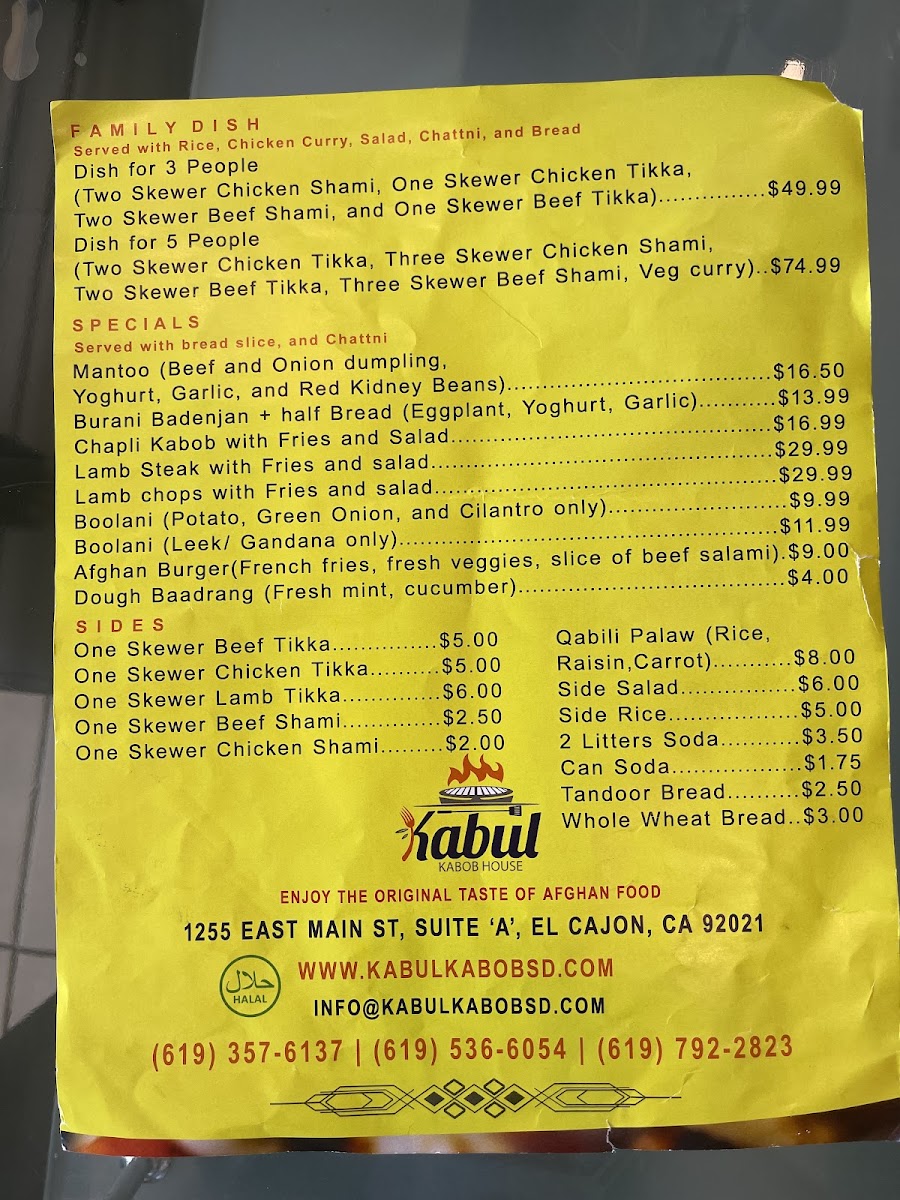 FAMILY DISH
Served with Rice, Chicken Curry, Salad, Chattni, and Bread
Dish for 3 People
(Two Skewer Chicken Shami, One Skewer Chicken Tikka,
Two Skewer Beef Shami, and One Skewer Beef Tikka)...............$49.99
Dish for 5 People
(Two Skewer Chicken Tikka, Three Skewer Chicken Shami,
Two Skewer Beef Tikka, Three Skewer Beef Shami, Veg curry)..$74.99
SPECIALS
Served with bread slice, and Chattni
Mantoo (Beef and Onion dumpling,
Yoghurt, Garlic, and Red Kidney Beans)....................................$16.50
Burani Badenjan + half Bread (Eggplant, Yoghurt, Garlic)..........$13.99
Chapli Kabob with Fries and Salad............................................$16.99
Lamb Steak with Fries and salad...............................................$29.99
Lamb chops with Fries and salad...............................................$29.99
Boolani (Potato, Green Onion, and Cilantro only).........................$9.99
Boolani (Leek/ Gandana only)....................................................$11.99
Afghan Burger(French fries, fresh veggies, slice of beef salami).$9.00
Dough Baadrang (Fresh mint, cucumber).....................................$4.00
SIDES
One Skewer Beef Tikka...............$5.00
One Skewer Chicken Tikka..........$5.00
One Skewer Lamb Tikka.............$6.00
One Skewer Beef Shami.............$2.50
One Skewer Chicken Shami.........$2.00
Qabili Palaw (Rice,
Raisin,Carrot)...........$8.00
Side Salad...............$6.00
Side Rice.................$5.00
2 Litters Soda...........$3.50
Can Soda.................$1.75
Tandoor Bread..........$2.50
Whole Wheat Bread..$3.00
Kabul
KABOB HOUSE
ENJOY THE ORIGINAL TASTE OF AFGHAN FOOD
1255 EAST MAIN ST, SUITE ‘A’, EL CAJON, CA 92021
حلال
HALAL
WWW.KABULKABOBSD.COM
INFO@KABULKABOBSD.COM
(619) 357-6137 | (619) 536-6054 | (619) 792-2823